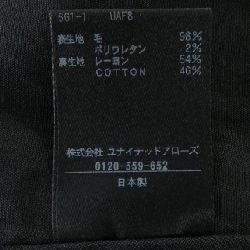 561-1 UAF8
表生地 毛 98%
ポリウレタン 2%
裏生地 レーヨン 54%
COTTON 46%
株式会社 ユナイテッドアローズ
0120-559-652
日本製